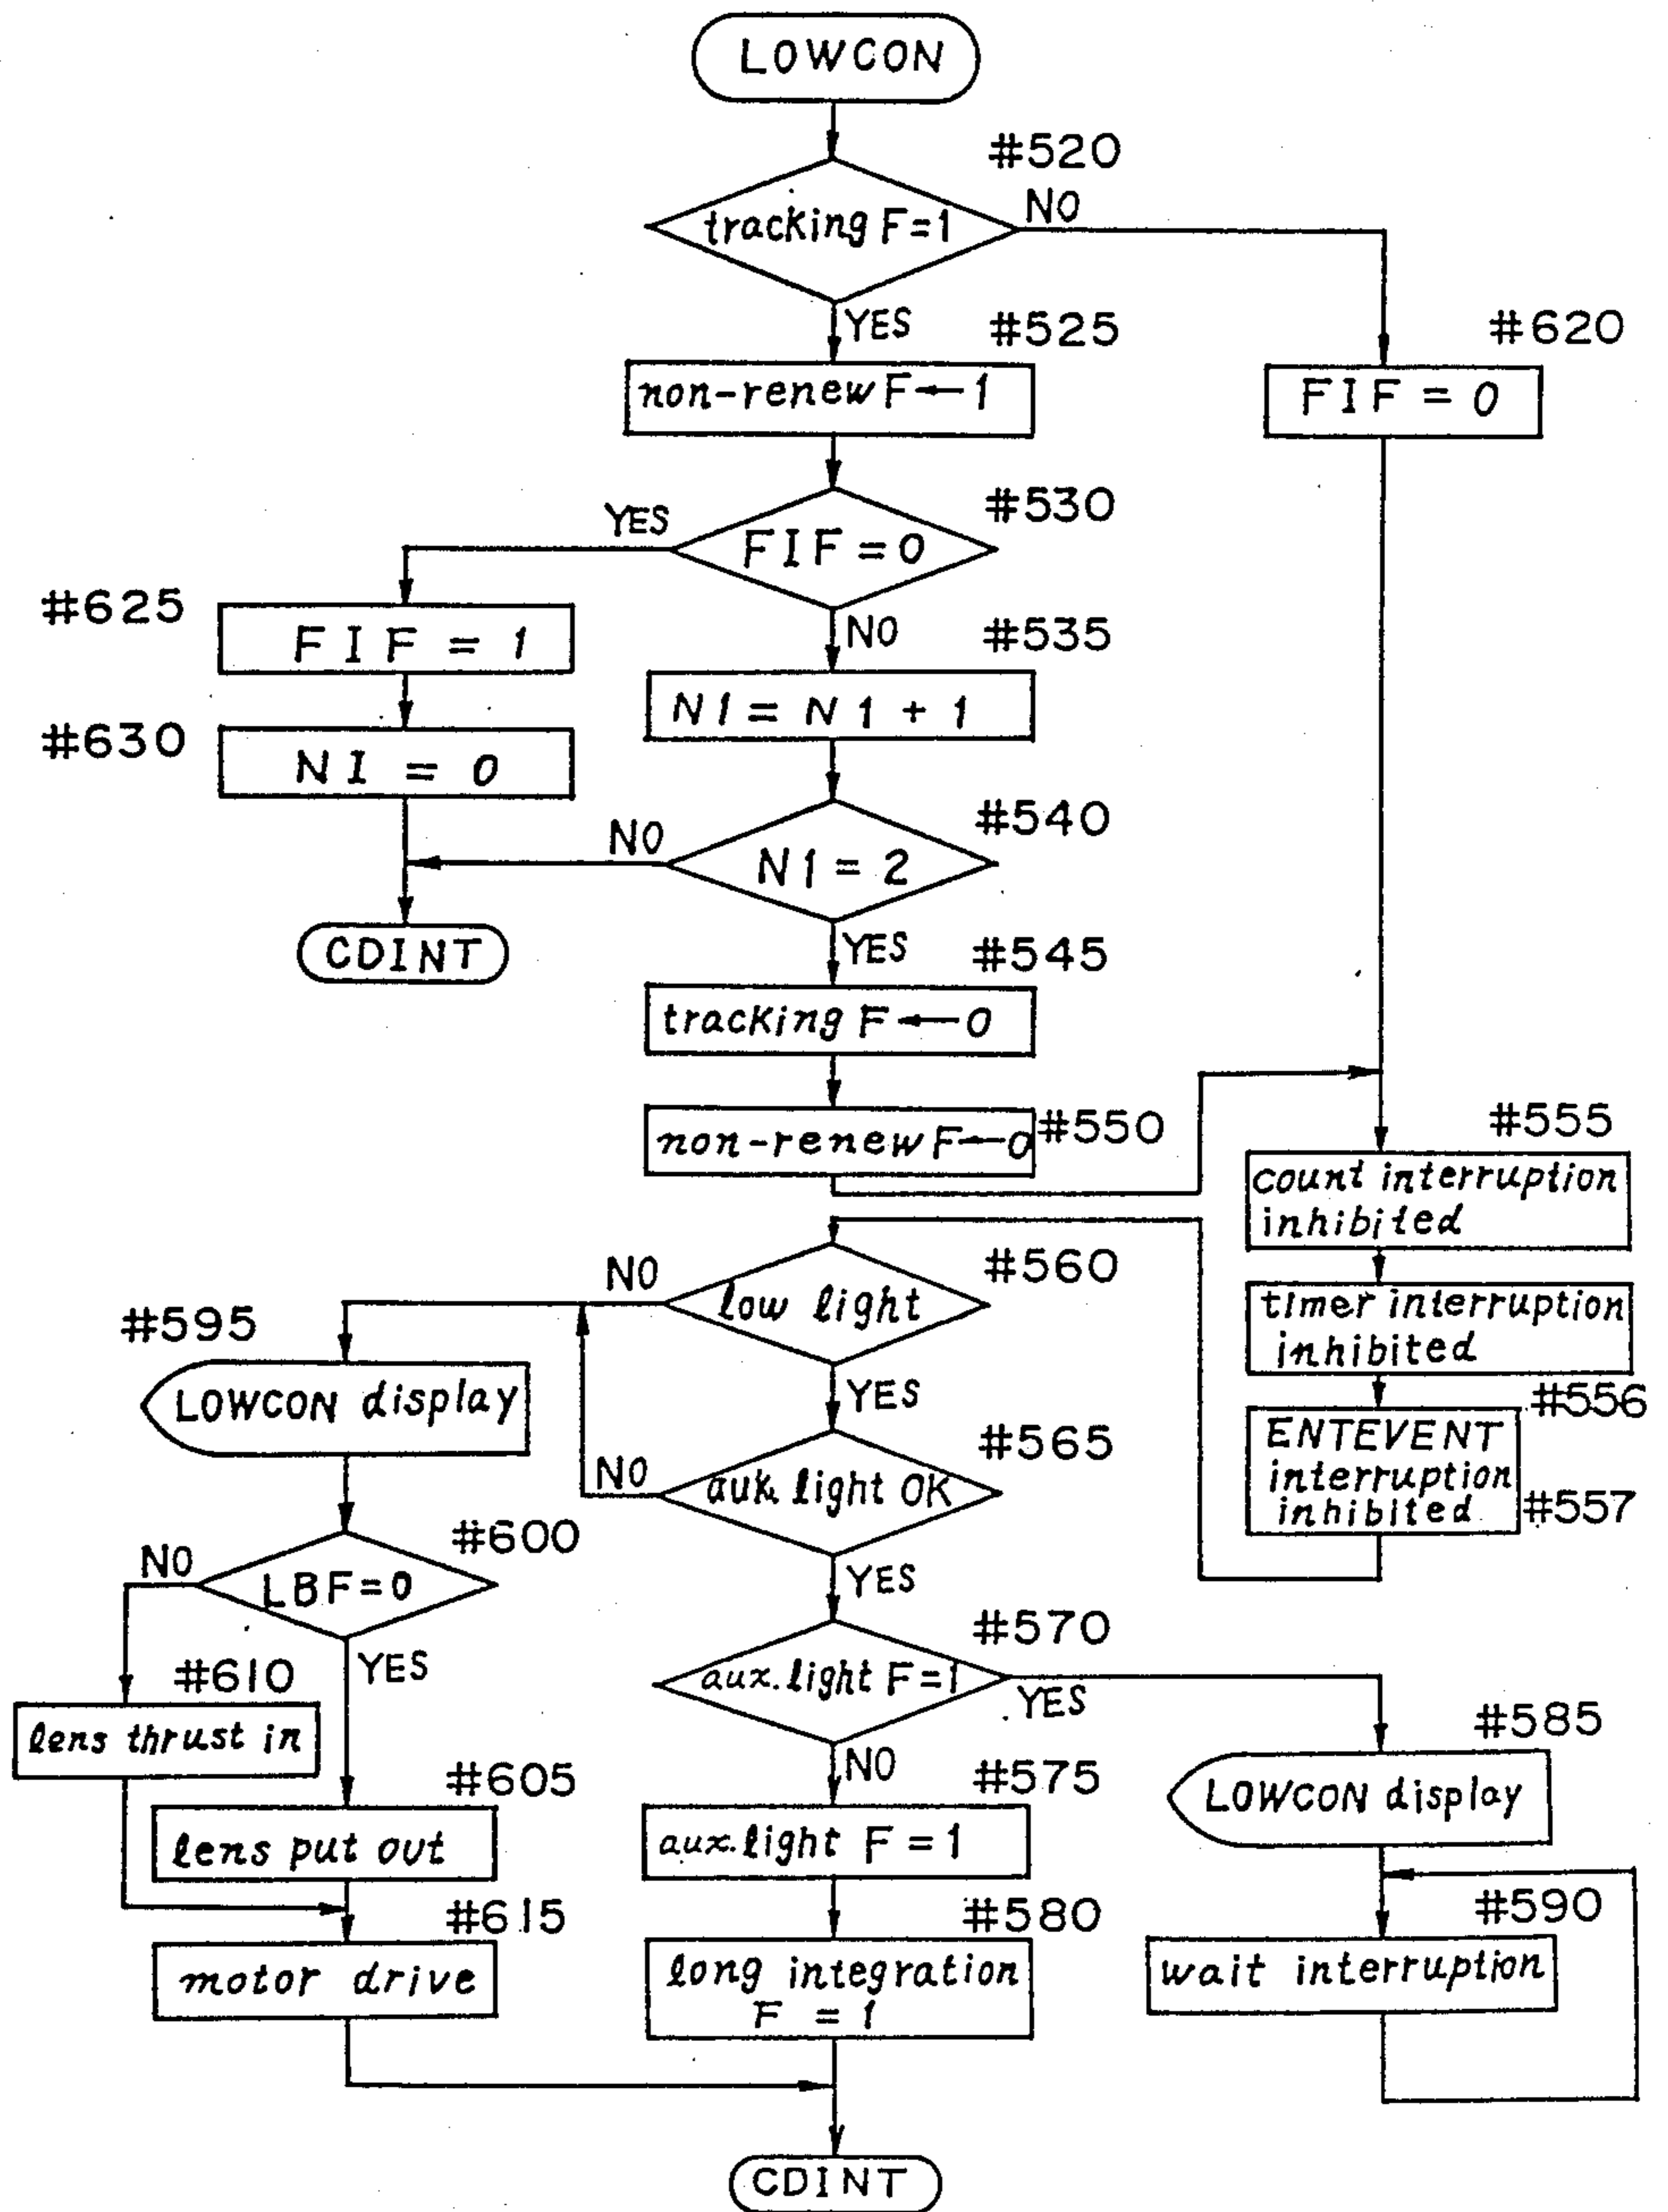 LOWCON
#520
tracking F=1
NO
YES
#525
#620
non-renew F←1
FIF = 0
#530
YES
FIF = 0
#625
FIF = 1
NO
#535
N1 = N1 + 1
#630
NI = 0
#540
NO
N1 = 2
CDINT
YES
#545
tracking F←0
#550
non-renew F←0
#555
count interruption
inhibited
#560
NO
low light
timer interruption
inhibited
#595
LOWCON display
YES
#556
ENTEVENT
interruption
inhibited
#557
#565
NO
auk. light OK
#600
NO
LBF=0
YES
YES
#570
aux. light F=1
YES
#610
lens thrust in
#585
LOWCON display
NO
#575
aux. light F = 1
#605
lens put out
#580
#590
#615
motor drive
long integration
F = 1
wait interruption
CDINT